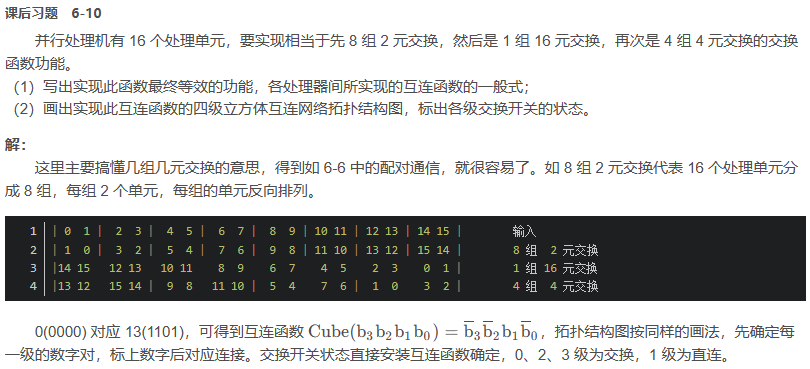 课后习题 6-10
并行处理机有 16 个处理单元，要实现相当于先 8 组 2 元交换，然后是 1 组 16 元交换，再次是 4 组 4 元交换的交换
函数功能。
（1）写出实现此函数最终等效的功能，各处理器间所实现的互连函数的一般式；
（2）画出实现此互连函数的四级立方体互连网络拓扑结构图，标出各级交换开关的状态。
解：
这里主要搞懂几组几元交换的意思，得到如 6-6 中的配对通信，就很容易了。如 8 组 2 元交换代表 16 个处理单元分
成 8 组，每组 2 个单元，每组的单元反向排列。
1 | 0 1 | 2 3 | 4 5 | 6 7 | 8 9 | 10 11 | 12 13 | 14 15 | 输入
2 | 1 0 | 3 2 | 5 4 | 7 6 | 9 8 | 11 10 | 13 12 | 15 14 | 8 组 2 元交换
3 |14 15 12 13 10 11 8 9 6 7 4 5 2 3 0 1 | 1 组 16 元交换
4 |13 12 15 14 | 9 8 11 10 | 5 4 7 6 | 1 0 3 2 | 4 组 4 元交换
0(0000) 对应 13(1101)，可得到互连函数 Cube(b₃b₂b₁b₀) = b̅₃b̅₂b₁b̅₀，拓扑结构图按同样的画法，先确定每
一级的数字对，标上数字后对应连接。交换开关状态直接安装互连函数确定，0、2、3 级为交换，1 级为直连。